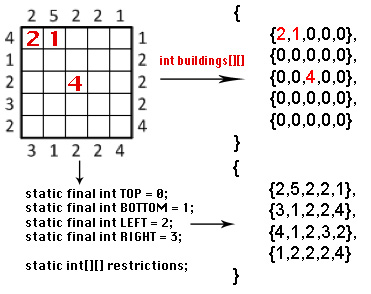 2 5 2 2 1
4 2 1 1
1 2
2 4 2
3 2
2 4
3 1 2 2 4
int buildings[][]
{
{2,1,0,0,0},
{0,0,0,0,0},
{0,0,4,0,0},
{0,0,0,0,0},
{0,0,0,0,0}
}
static final int TOP = 0;
static final int BOTTOM = 1;
static final int LEFT = 2;
static final int RIGHT = 3;
static int[][] restrictions;
{
{2,5,2,2,1},
{3,1,2,2,4},
{4,1,2,3,2},
{1,2,2,2,4}
}